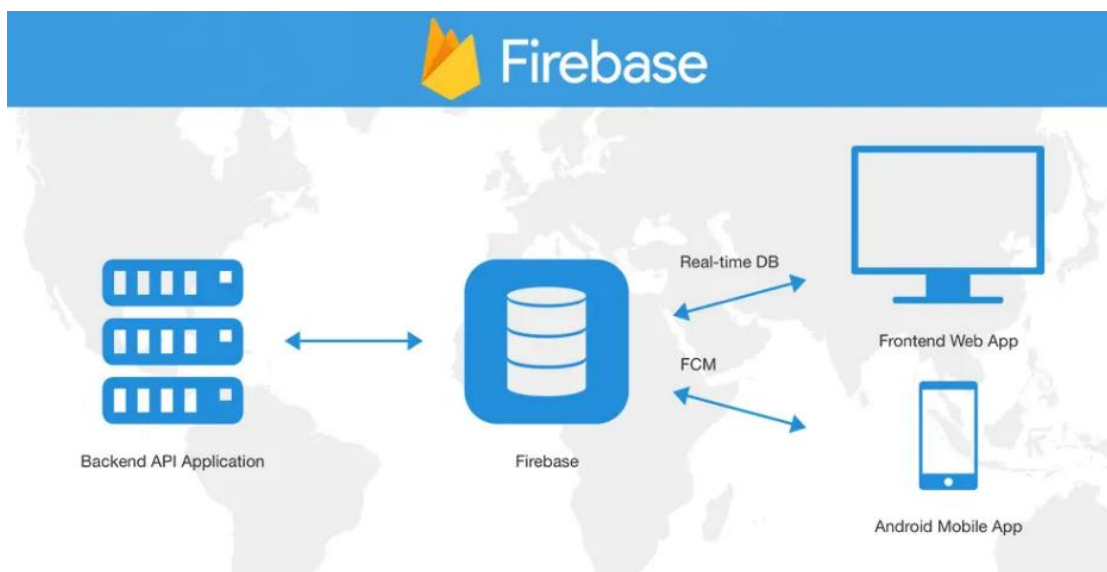 Firebase
Real-time DB
Frontend Web App
FCM
Backend API Application
Firebase
Android Mobile App